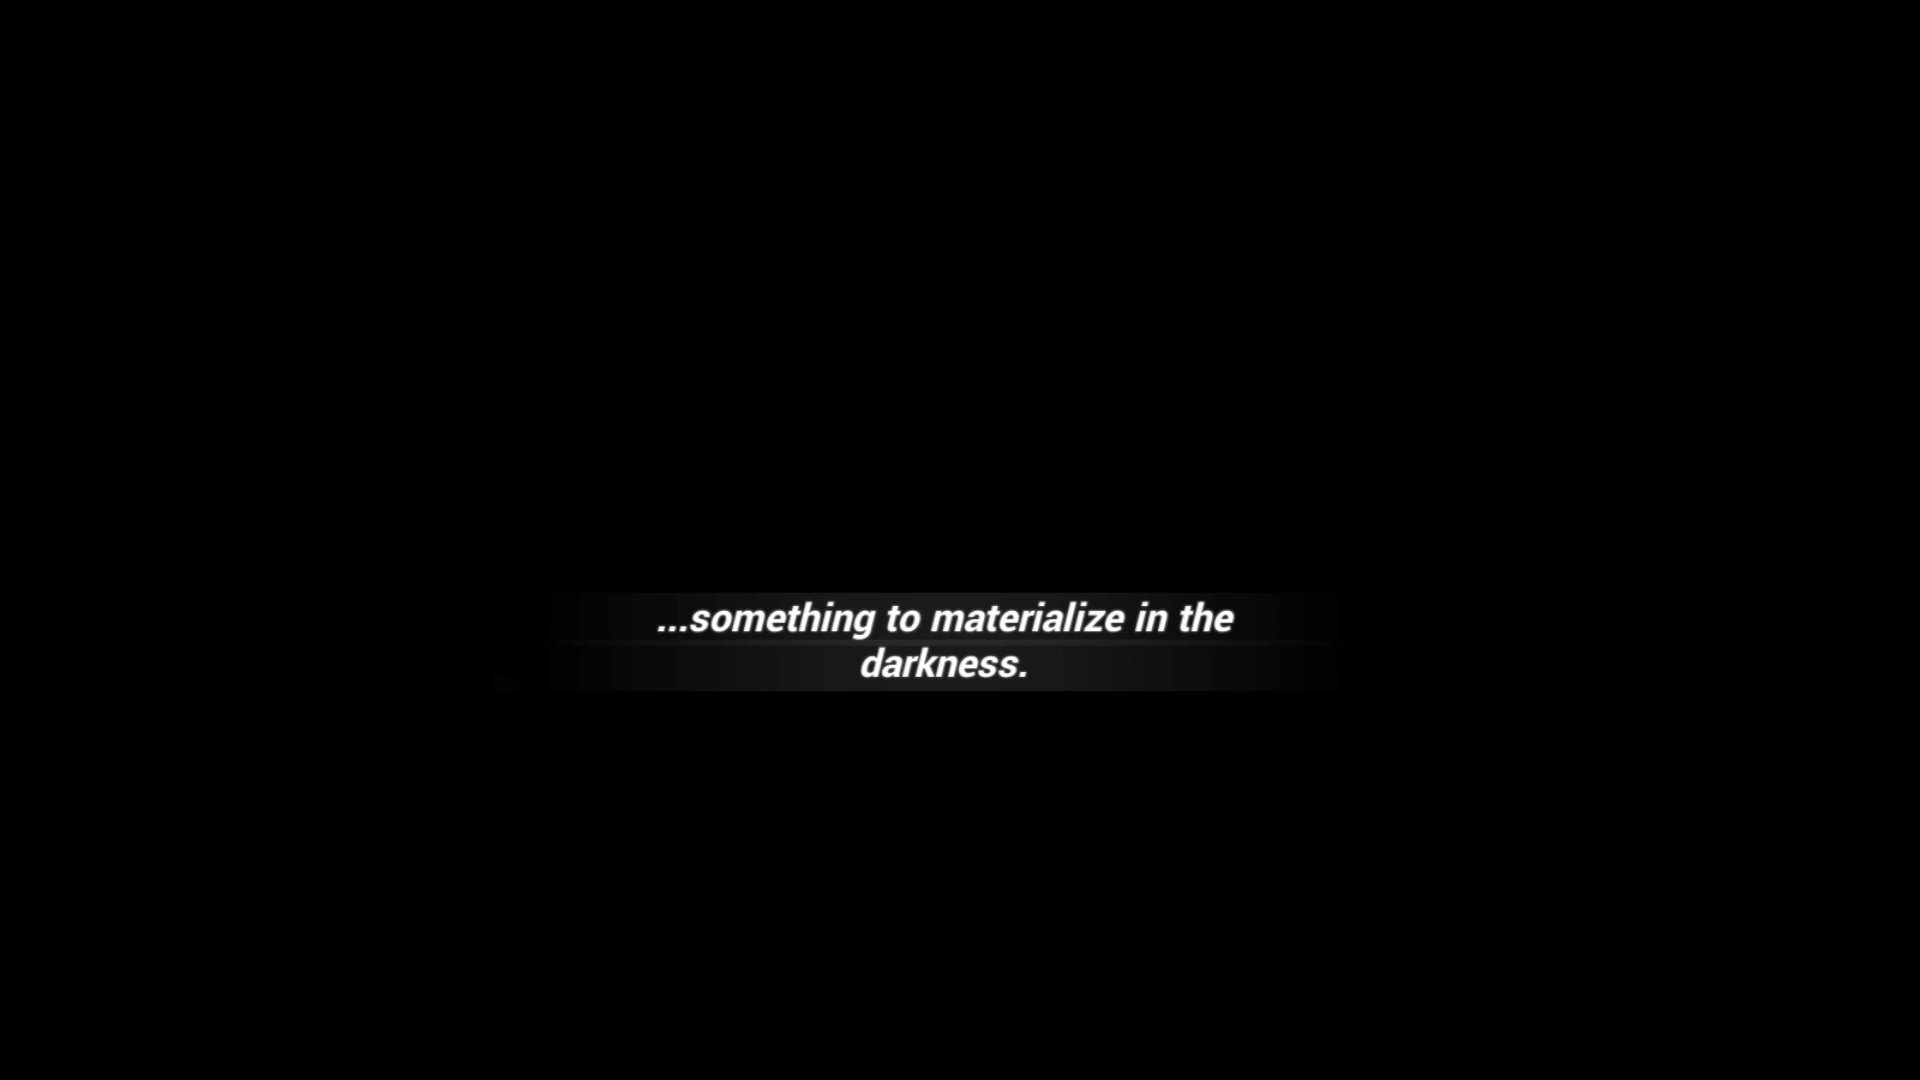 ...something to materialize in the
darkness.